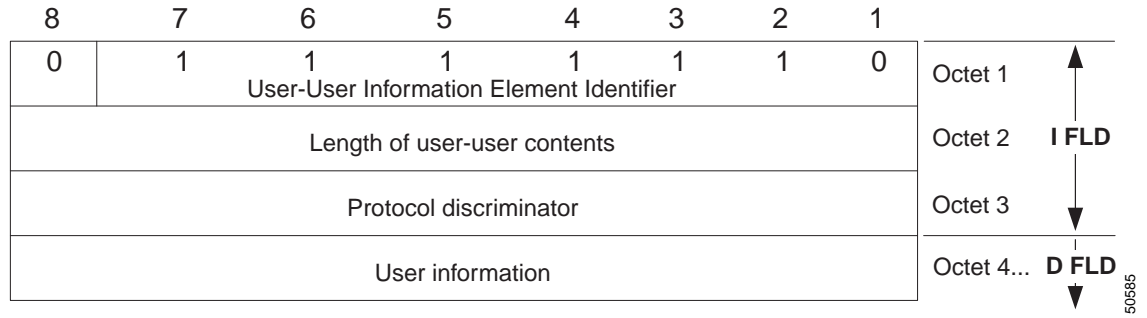 8 7 6 5 4 3 2 1
0 1 1 1 1 1 1 0 Octet 1
User-User Information Element Identifier
Length of user-user contents Octet 2 I FLD
Protocol discriminator Octet 3
User information Octet 4... D FLD
50585